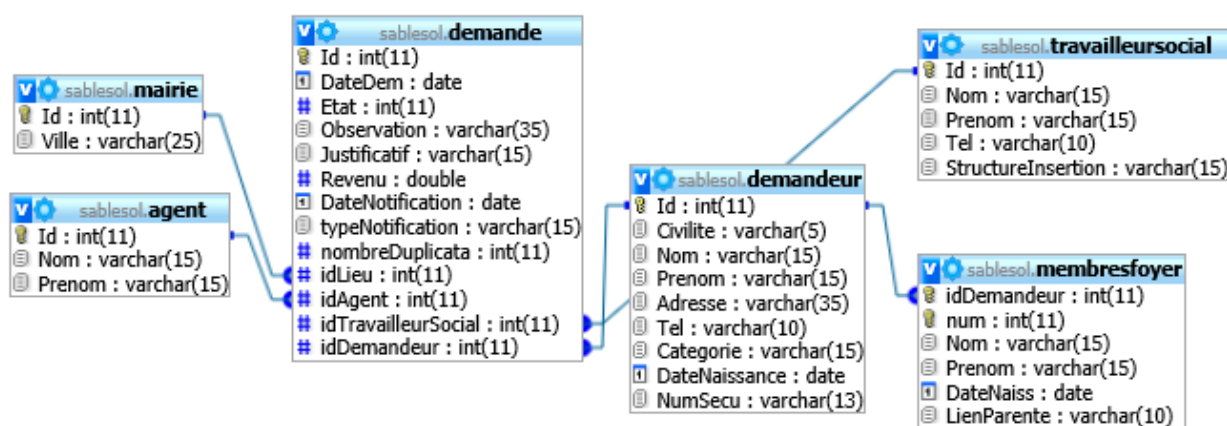 sablesol.mairie
Id : int(11)
Ville : varchar(25)
sablesol.agent
Id : int(11)
Nom : varchar(15)
Prenom : varchar(15)
sablesol.demande
Id : int(11)
DateDem : date
Etat : int(11)
Observation : varchar(35)
Justificatif : varchar(15)
Revenu : double
DateNotification : date
typeNotification : varchar(15)
nombreDuplicata : int(11)
idLieu : int(11)
idAgent : int(11)
idTravailleurSocial : int(11)
idDemandeur : int(11)
sablesol.demandeur
Id : int(11)
Civilite : varchar(5)
Nom : varchar(15)
Prenom : varchar(15)
Adresse : varchar(35)
Tel : varchar(10)
Categorie : varchar(15)
DateNaissance : date
NumSecu : varchar(13)
sablesol.travailleursocial
Id : int(11)
Nom : varchar(15)
Prenom : varchar(15)
Tel : varchar(10)
StructureInsertion : varchar(15)
sablesol.membresfoyer
idDemandeur : int(11)
num : int(11)
Nom : varchar(15)
Prenom : varchar(15)
DateNaiss : date
LienParente : varchar(10)